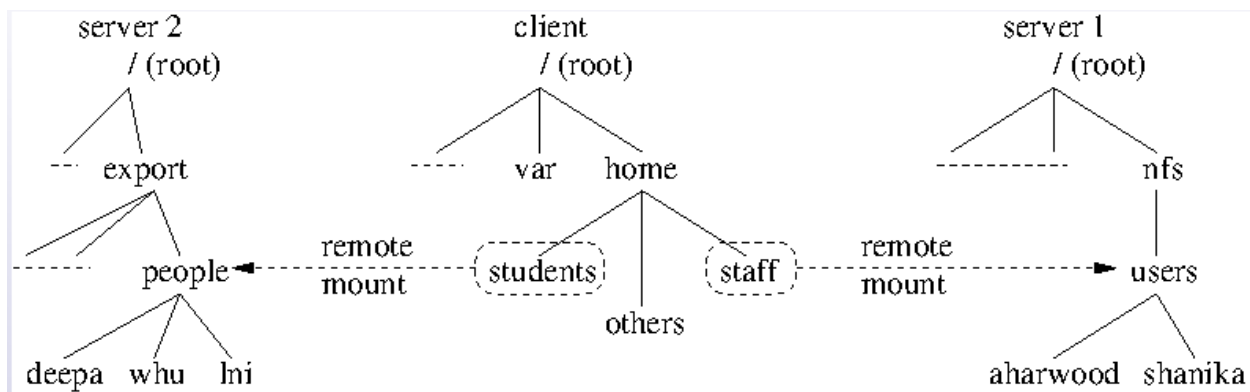 server 2 client server 1
/ (root) / (root) / (root)
export var home nfs
remote remote
people students staff users
mount mount
others
deepa whu lni aharwood shanika